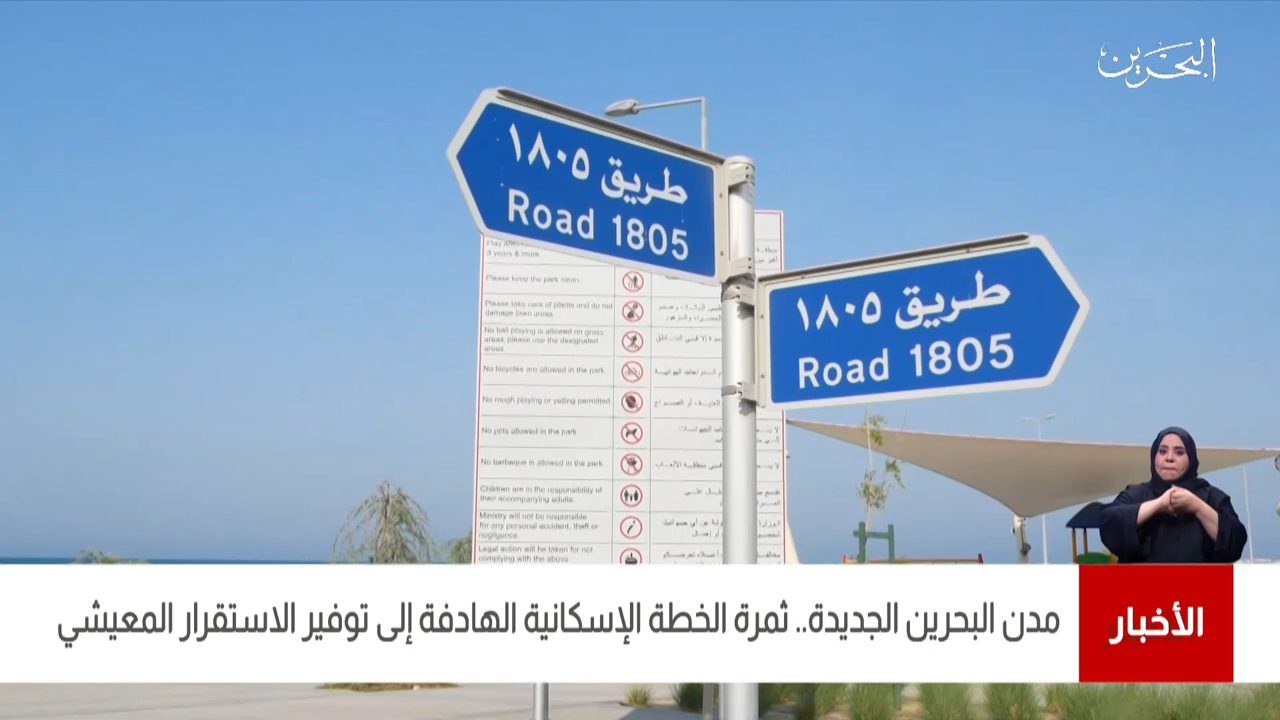 البحرين
طريق ١٨٠٥
Road 1805
طريق ١٨٠٥
Road 1805
3 years & more.
Please keep the park clean.
Please take care of plants and do not
damage lawn areas.
No ball playing is allowed on grass
areas, please use the designated
areas.
No bicycles are allowed in the park.
No rough playing or yelling permitted
No pets allowed in the park
No barbeque is allowed in the park.
Children are in the responsibility of
their accompanying adults.
Ministry will not be responsible
for any personal accident, theft or
negligence.
Legal action will be taken for not
complying with the above
الأخبار
مدن البحرين الجديدة.. ثمرة الخطة الإسكانية الهادفة إلى توفير الاستقرار المعيشي